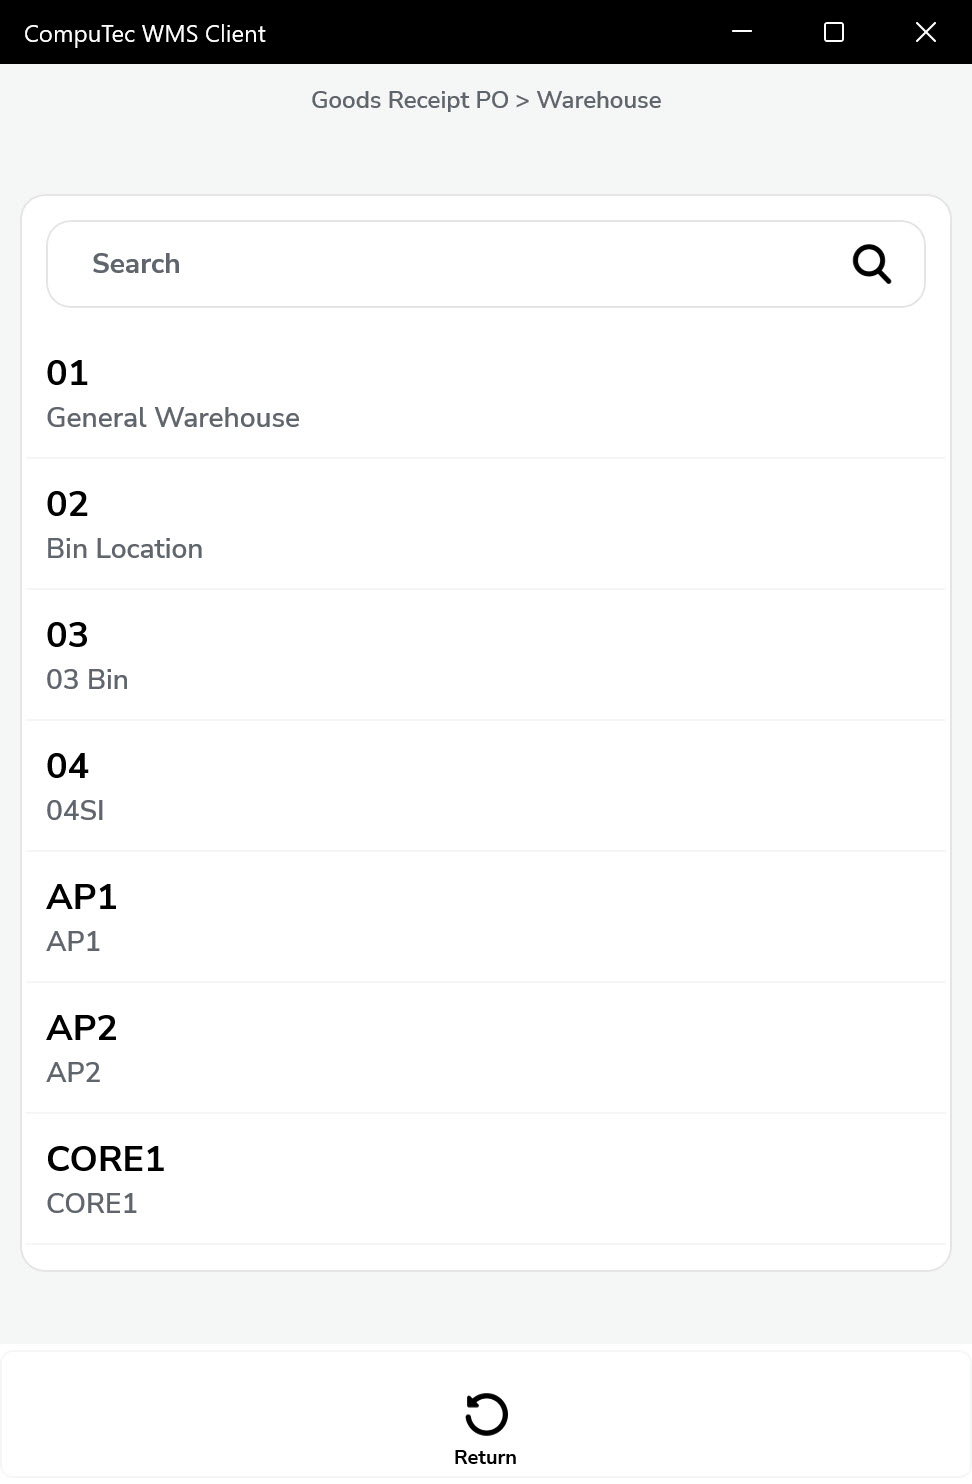 CompuTec WMS Client
Goods Receipt PO > Warehouse
Search
01
General Warehouse
02
Bin Location
03
03 Bin
04
04SI
AP1
AP1
AP2
AP2
CORE1
CORE1
Return